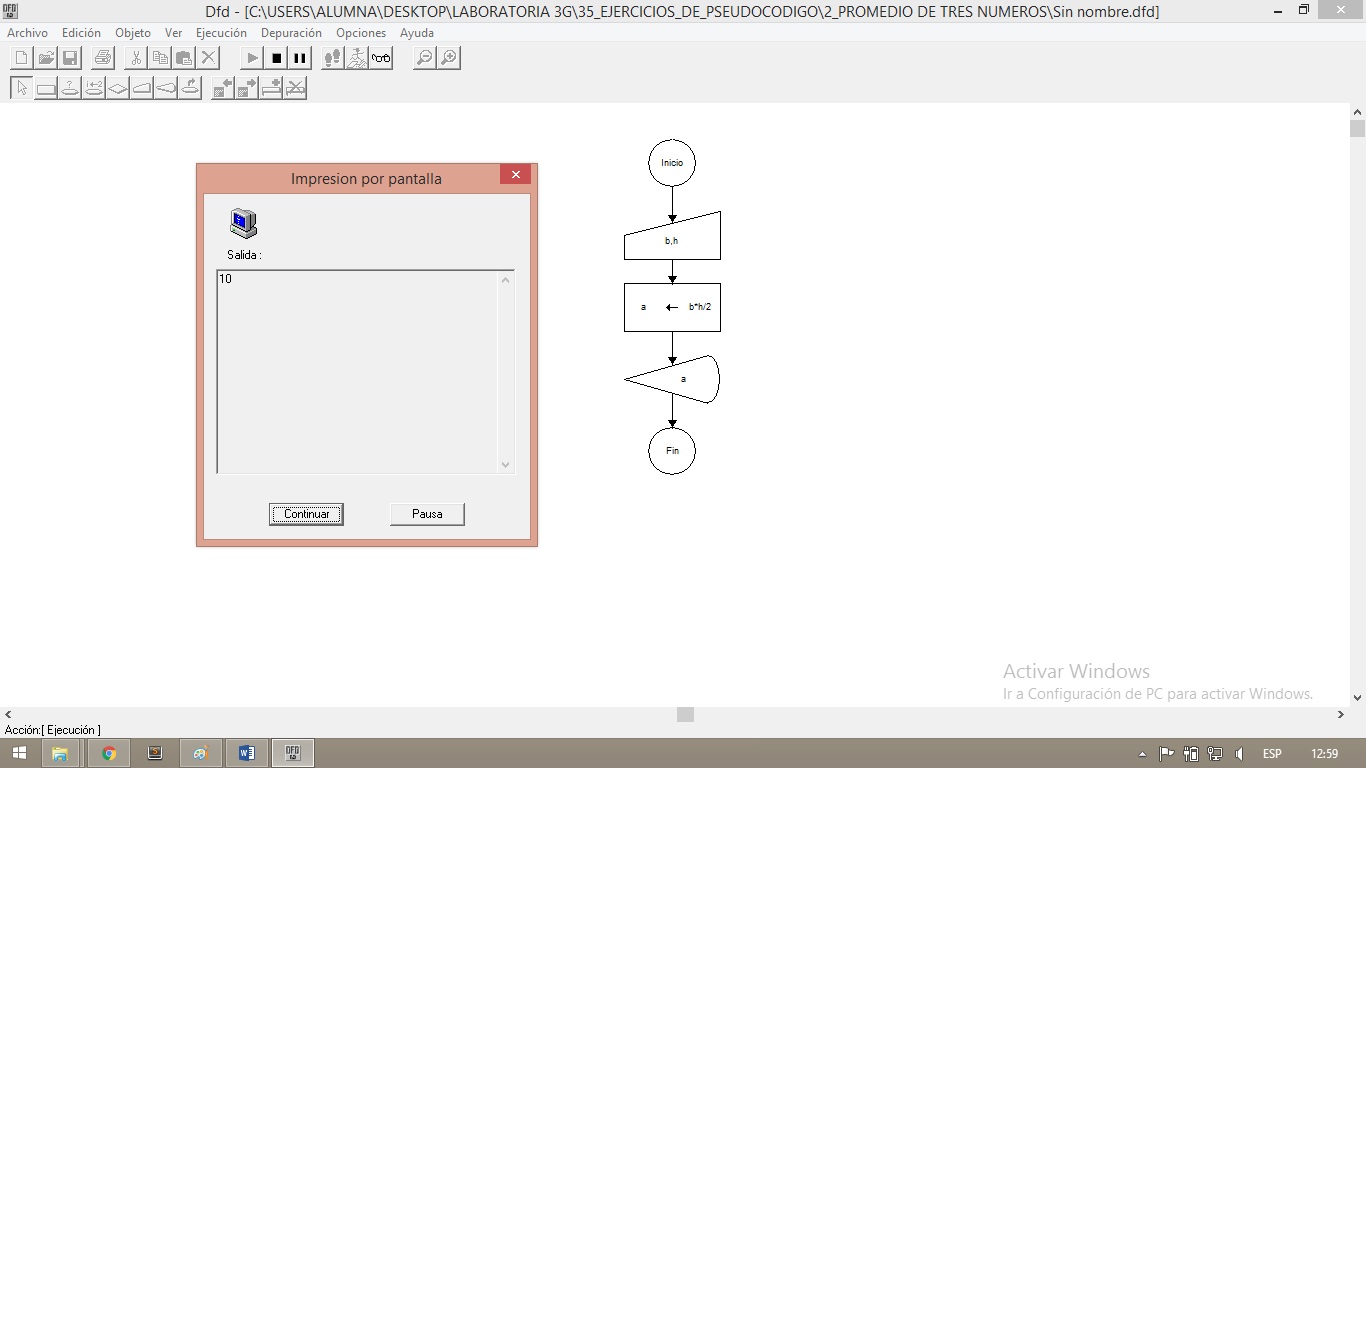 Dfd - [C:\USERS\ALUMNA\DESKTOP\LABORATORIA 3G\35_EJERCICIOS_DE_PSEUDOCODIGO\2_PROMEDIO DE TRES NUMEROS\Sin nombre.dfd]
Archivo Edición Objeto Ver Ejecución Depuración Opciones Ayuda
Impresion por pantalla
Salida :
10
Continuar Pausa
Inicio
b,h
a ← b*h/2
a
Fin
Activar Windows
Ir a Configuración de PC para activar Windows.
Acción:[ Ejecución ]
ESP 12:59